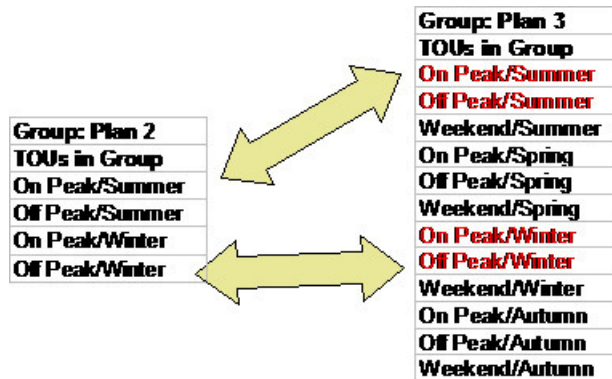 Group: Plan 2
TOUs in Group
On Peak/Summer
Off Peak/Summer
On Peak/Winter
Off Peak/Winter
Group: Plan 3
TOUs in Group
On Peak/Summer
Off Peak/Summer
Weekend/Summer
On Peak/Spring
Off Peak/Spring
Weekend/Spring
On Peak/Winter
Off Peak/Winter
Weekend/Winter
On Peak/Autumn
Off Peak/Autumn
Weekend/Autumn